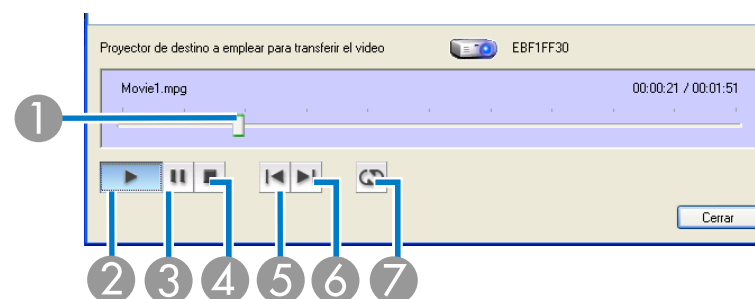 Proyector de destino a emplear para transferir el video EBF1FF30
Movie1.mpg 00:00:21 / 00:01:51
1
Cerrar
2 3 4 5 6 7